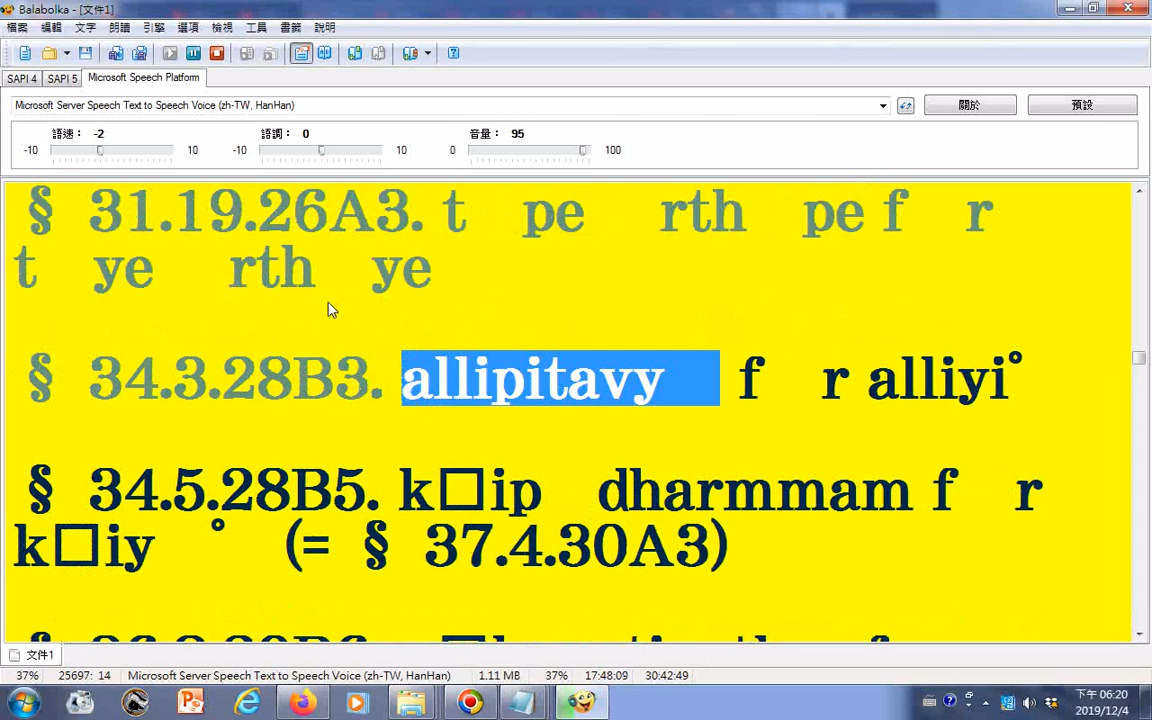 Balabolka - [文件1]
檔案 編輯 文字 朗讀 引擎 選項 檢視 工具 書籤 說明
SAPI 4 SAPI 5 Microsoft Speech Platform
Microsoft Server Speech Text to Speech Voice (zh-TW, HanHan) 關於 預設
語速： -2 語調： 0 音量： 95
-10 10 -10 10 0 100
§ 31.19.26A3. t pe rth pe f r
t ye rth ye
§ 34.3.28B3. allipitavy f r alliyi°
§ 34.5.28B5. k□ip dharmmam f r
k□iy ° (= § 37.4.30A3)
文件1
37% 25697: 14 Microsoft Server Speech Text to Speech Voice (zh-TW, HanHan) 1.11 MB 37% 17:48:09 30:42:49
下午 06:20
2019/12/4